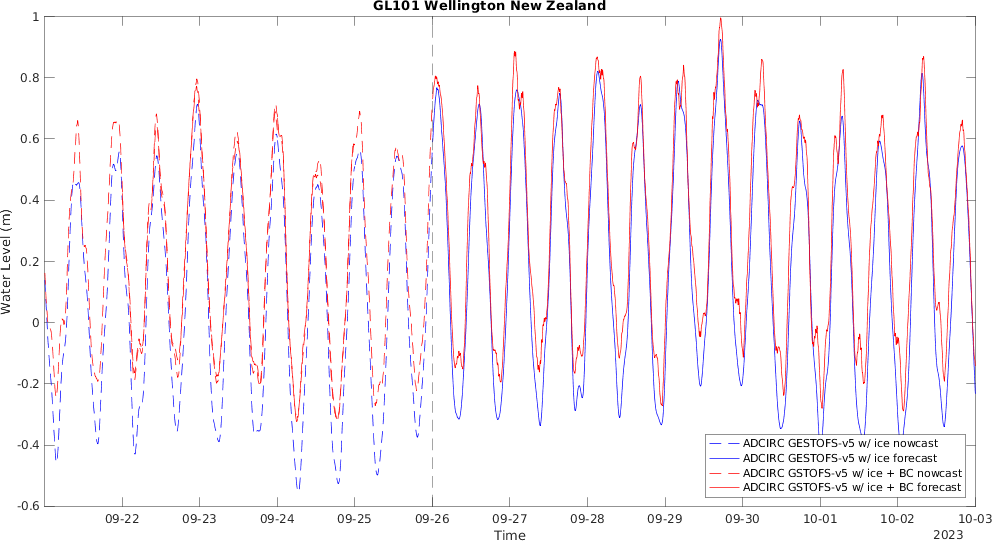 GL101 Wellington New Zealand
1
0.8
0.6
0.4
0.2
0
-0.2
-0.4
-0.6
Water Level (m)
ADCIRC GESTOFS-v5 w/ ice nowcast
ADCIRC GESTOFS-v5 w/ ice forecast
ADCIRC GSTOFS-v5 w/ ice + BC nowcast
ADCIRC GSTOFS-v5 w/ ice + BC forecast
09-22 09-23 09-24 09-25 09-26 09-27 09-28 09-29 09-30 10-01 10-02 10-03
Time
2023